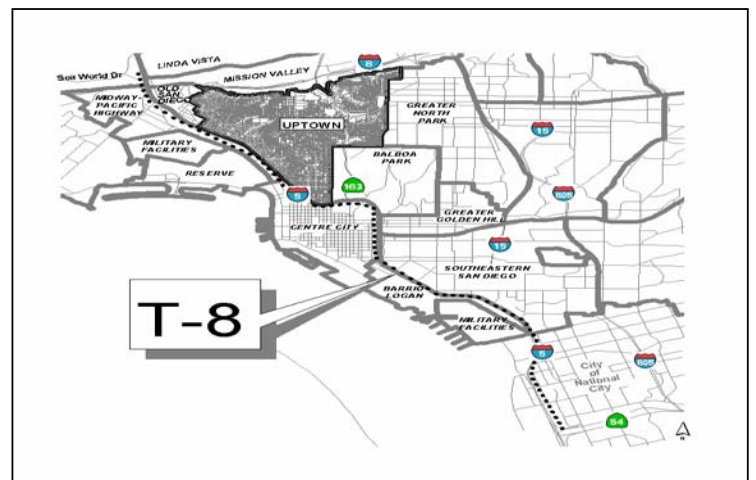 LINDA VISTA
Sea World Dr
8
MISSION VALLEY
OLD
SAN
DIEGO
MIDWAY-
PACIFIC
HIGHWAY
UPTOWN
GREATER
NORTH
PARK
15
MILITARY
FACILITIES
BALBOA
PARK
RESERVE
163
5
805
GREATER
GOLDEN HILL
CENTRE CITY
15
SOUTHEASTERN
SAN DIEGO
T-8
BARRIO
LOGAN
MILITARY
FACILITIES
5
City
of
National
City
805
54
N